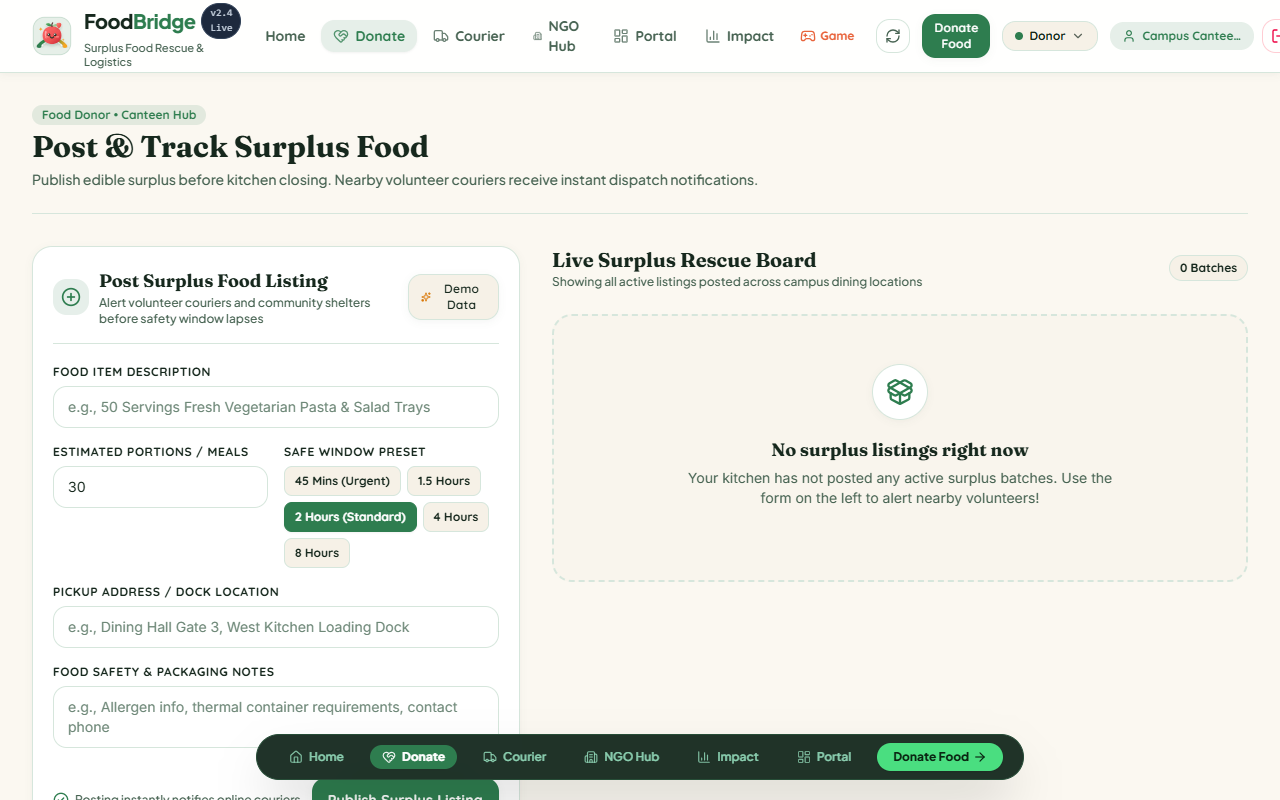 FoodBridge
v2.4
Live
Surplus Food Rescue &
Logistics
Home
Donate
Courier
NGO
Hub
Portal
Impact
Game
Donate
Food
Donor
Campus Cantee...
Food Donor • Canteen Hub
Post & Track Surplus Food
Publish edible surplus before kitchen closing. Nearby volunteer couriers receive instant dispatch notifications.
Post Surplus Food Listing
Alert volunteer couriers and community shelters
before safety window lapses
Demo
Data
FOOD ITEM DESCRIPTION
e.g., 50 Servings Fresh Vegetarian Pasta & Salad Trays
ESTIMATED PORTIONS / MEALS
30
SAFE WINDOW PRESET
45 Mins (Urgent)
1.5 Hours
2 Hours (Standard)
4 Hours
8 Hours
PICKUP ADDRESS / DOCK LOCATION
e.g., Dining Hall Gate 3, West Kitchen Loading Dock
FOOD SAFETY & PACKAGING NOTES
e.g., Allergen info, thermal container requirements, contact
phone
Posting instantly notifies online couriers
Publish Surplus Listing
Live Surplus Rescue Board
Showing all active listings posted across campus dining locations
0 Batches
No surplus listings right now
Your kitchen has not posted any active surplus batches. Use the
form on the left to alert nearby volunteers!
Home
Donate
Courier
NGO Hub
Impact
Portal
Donate Food →